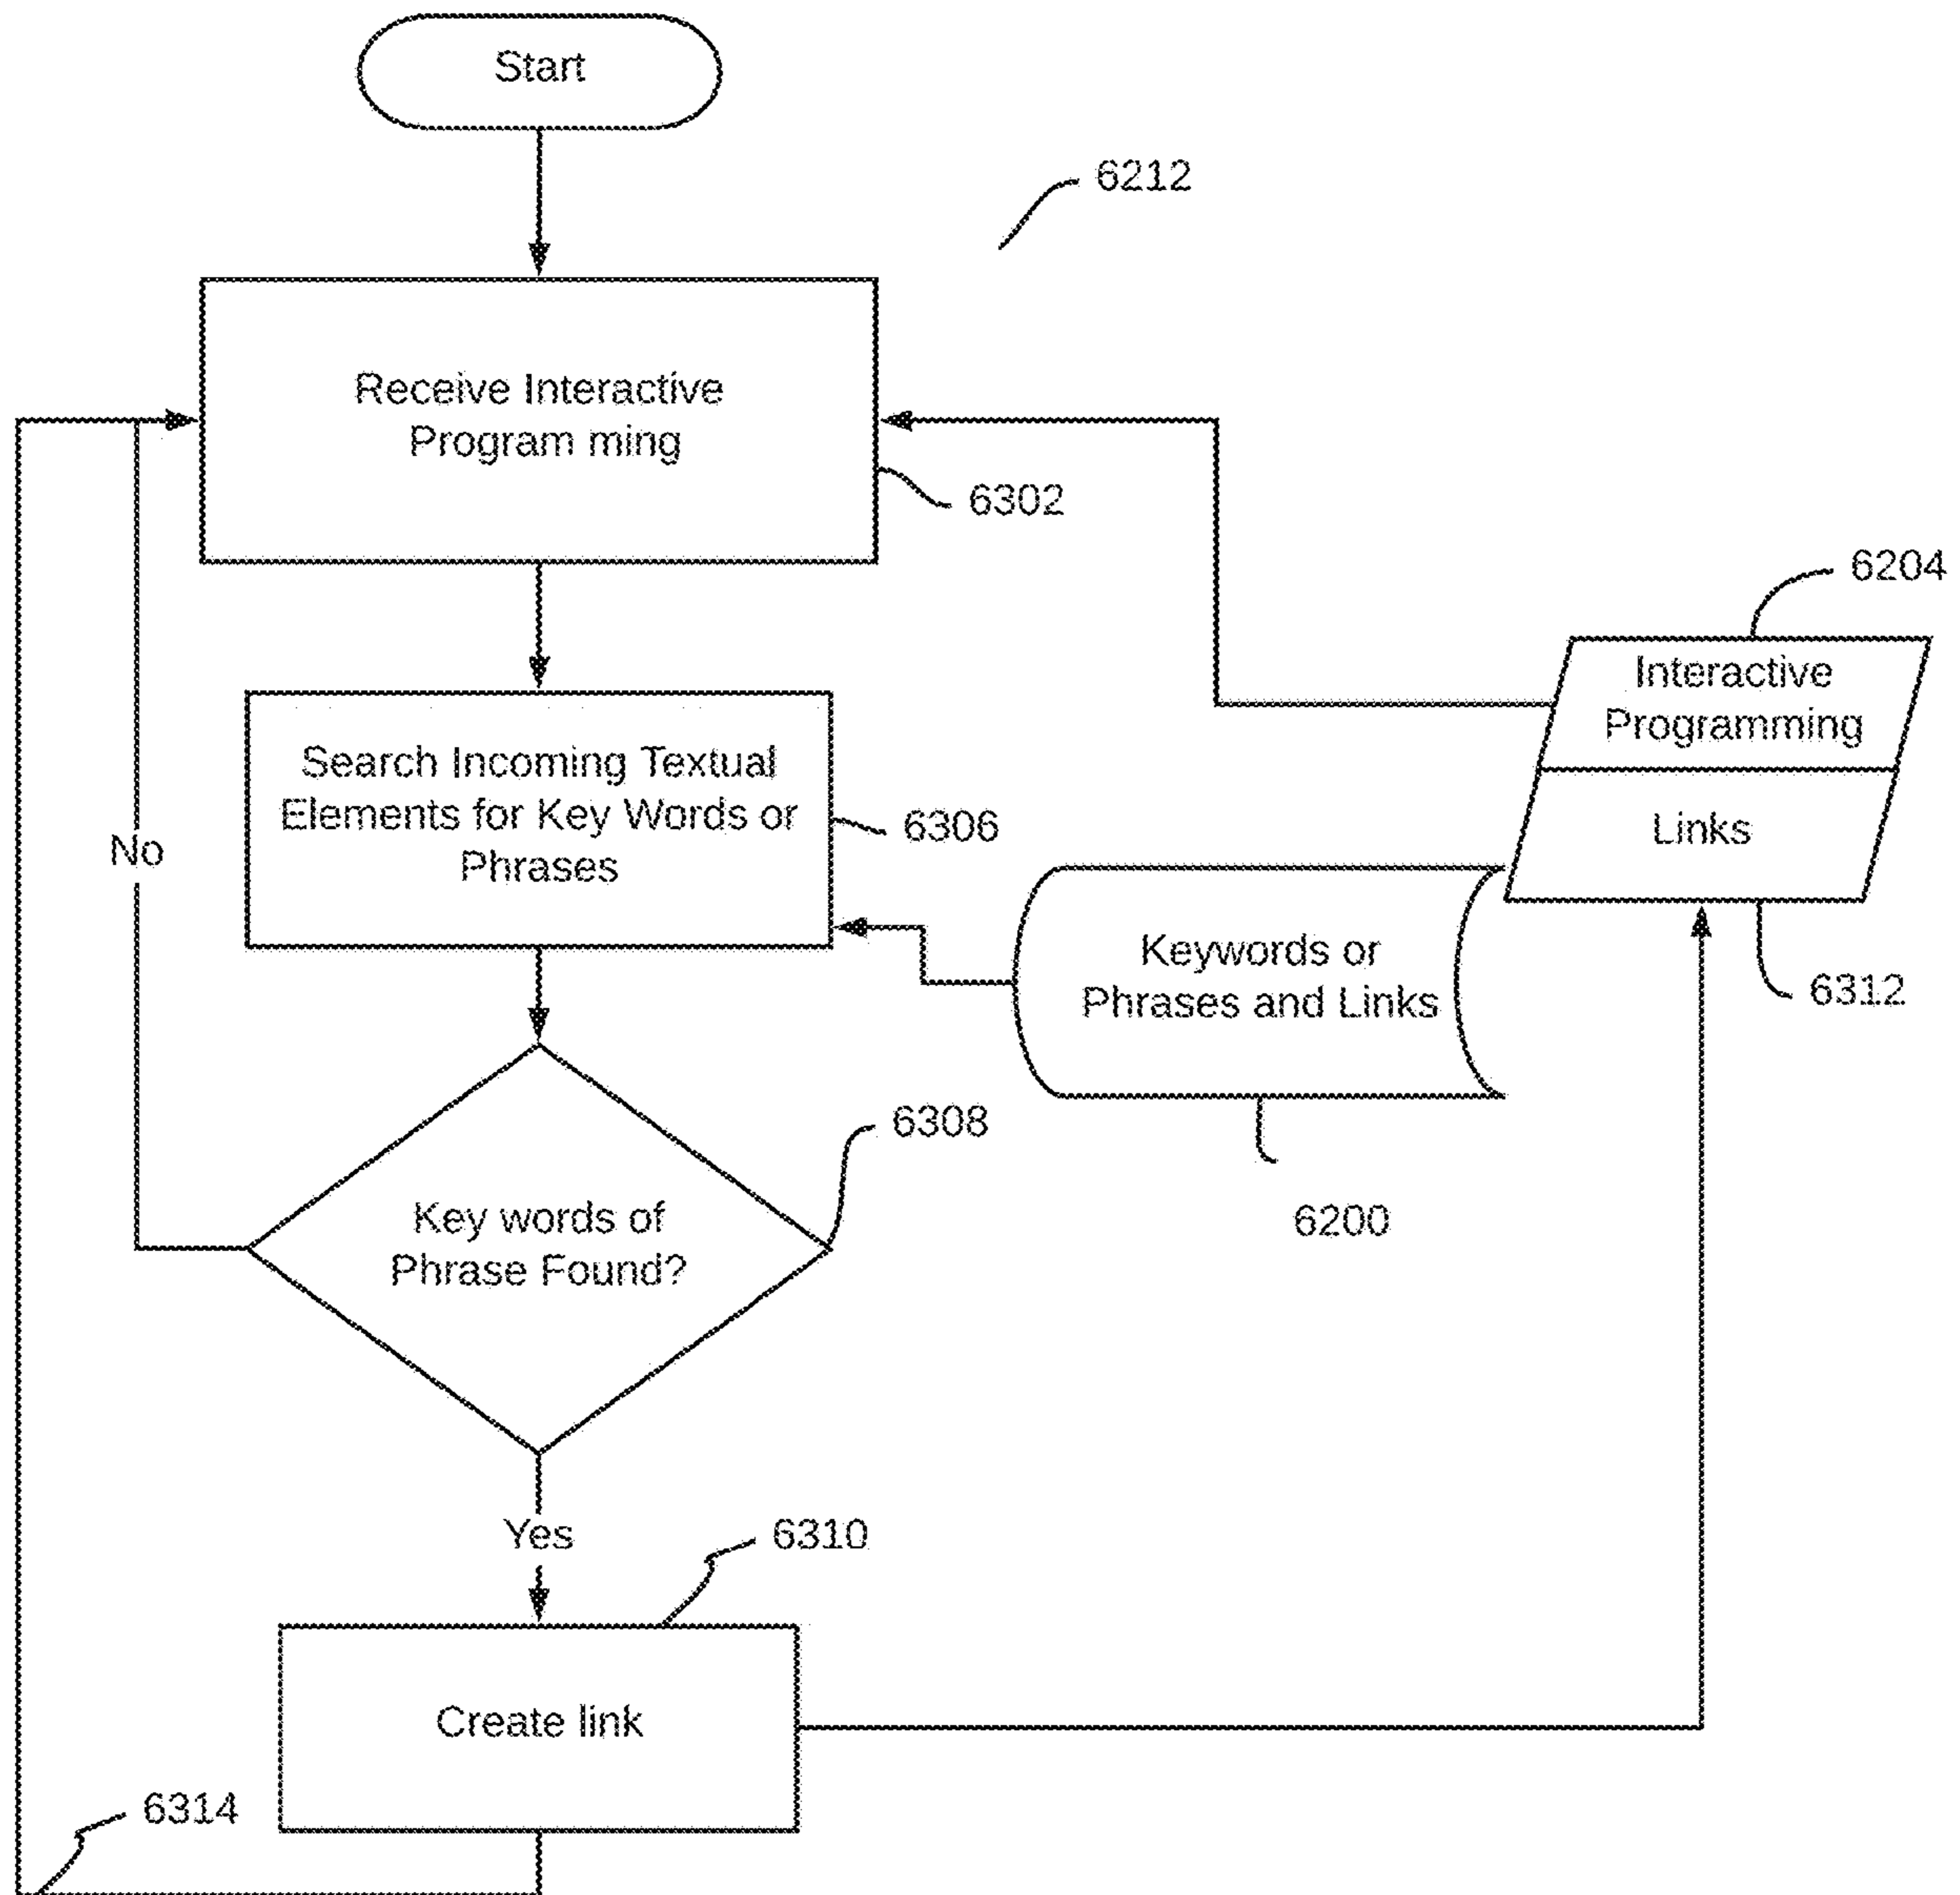 Start
6212
Receive Interactive
Program ming
6302
6204
Interactive
Programming
Links
Search Incoming Textual
Elements for Key Words or
Phrases
6306
No
Keywords or
Phrases and Links
6312
6308
6200
Key words of
Phrase Found?
Yes
6310
Create link
6314